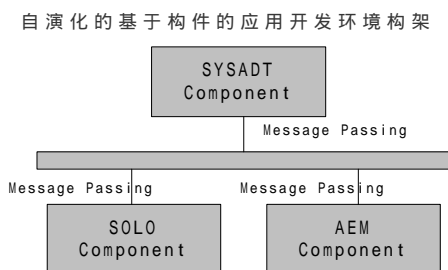 自演化的基于构件的应用开发环境构架
SYSADT
Component
Message Passing
Message Passing
Message Passing
SOLO
Component
AEM
Component